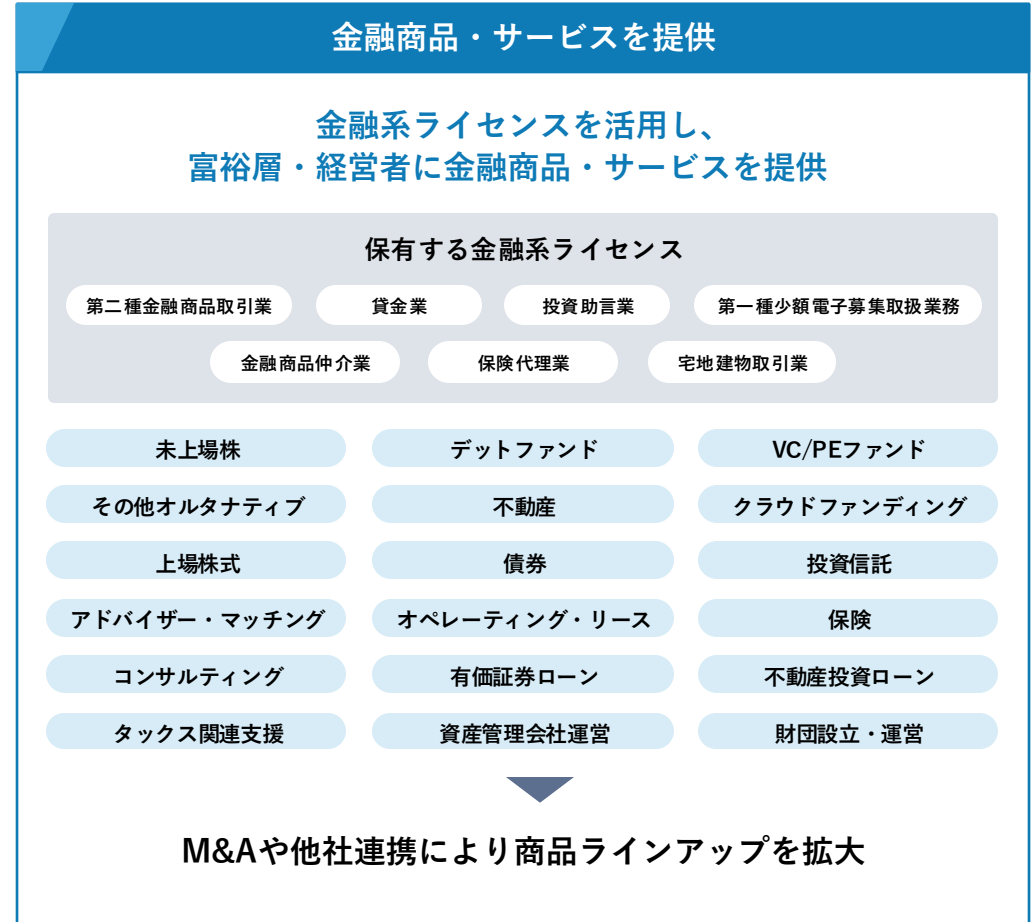 金融商品・サービスを提供
金融系ライセンスを活用し、
富裕層・経営者に金融商品・サービスを提供
保有する金融系ライセンス
第二種金融商品取引業 貸金業 投資助言業 第一種少額電子募集取扱業務
金融商品仲介業 保険代理業 宅地建物取引業
未上場株 デットファンド VC/PEファンド
その他オルタナティブ 不動産 クラウドファンディング
上場株式 債券 投資信託
アドバイザー・マッチング オペレーティング・リース 保険
コンサルティング 有価証券ローン 不動産投資ローン
タックス関連支援 資産管理会社運営 財団設立・運営
M&Aや他社連携により商品ラインアップを拡大